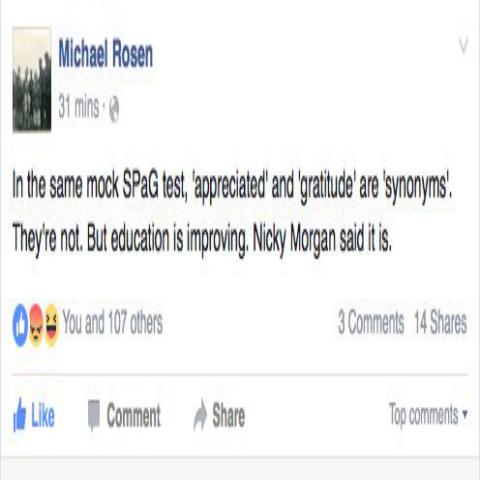 Michael Rosen
31 mins ·
In the same mock SPaG test, 'appreciated' and 'gratitude' are 'synonyms'.
They're not. But education is improving. Nicky Morgan said it is.
You and 107 others 3 Comments 14 Shares
Like Comment Share Top comments